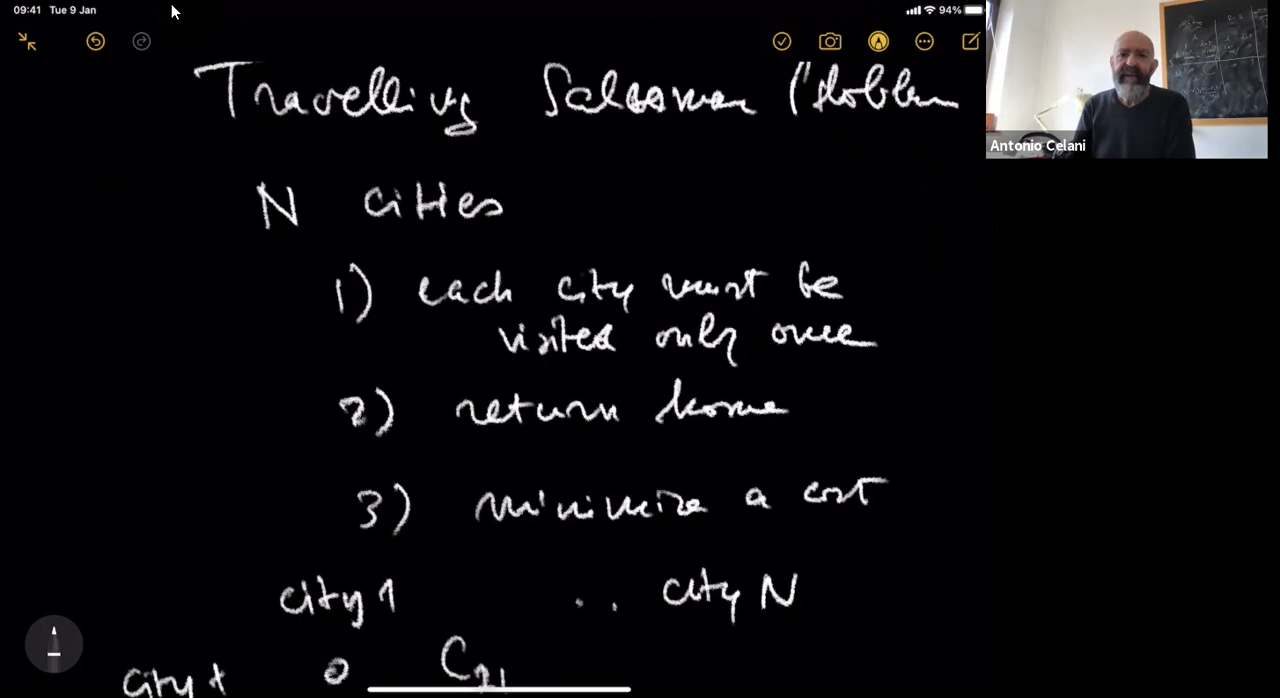 09:41 Tue 9 Jan
94%
Travelling Salesman Problem
N cities
1) each city must be
visited only once
2) return home
3) minimize a cost
city 1 .. city N
city 1 0 C21
Antonio Celani